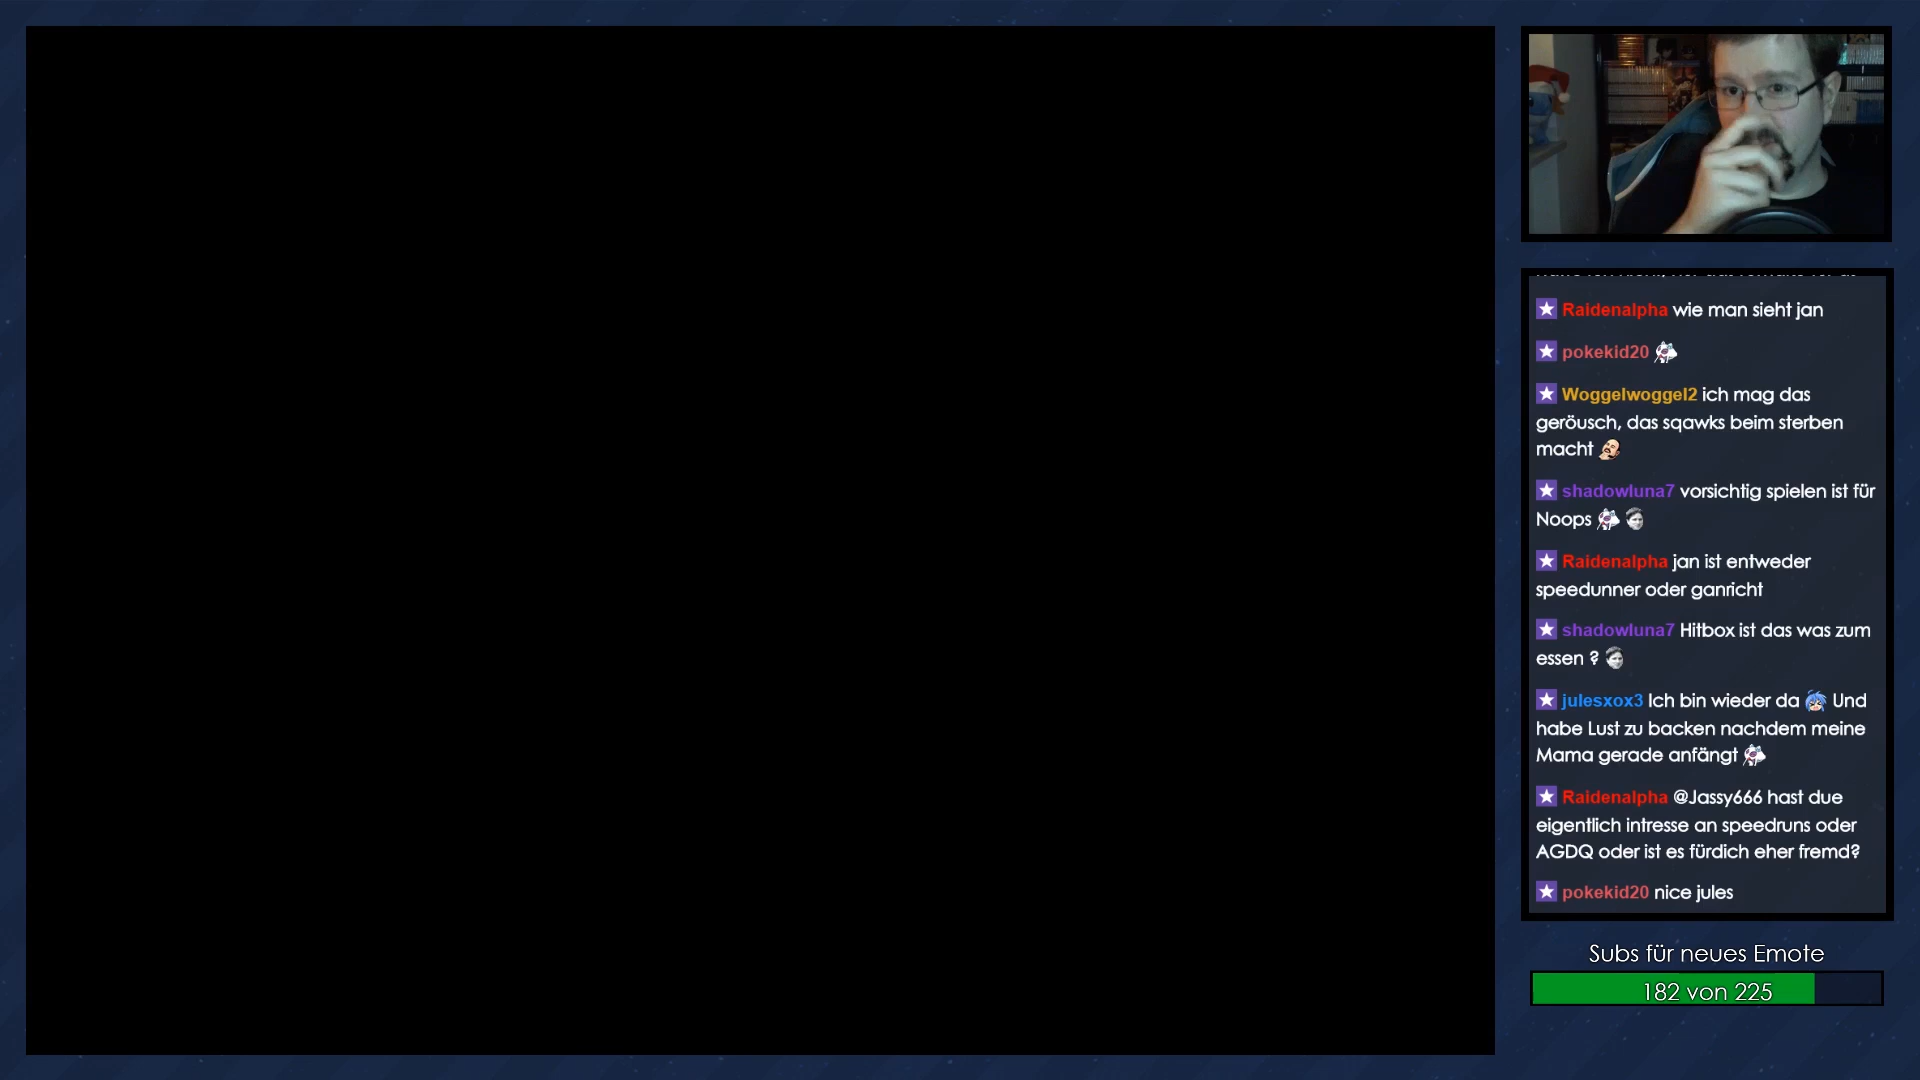 Raidenalpha wie man sieht jan
pokekid20
Woggelwoggel2 ich mag das
geröusch, das sqawks beim sterben
macht
shadowluna7 vorsichtig spielen ist für
Noops
Raidenalpha jan ist entweder
speedunner oder ganricht
shadowluna7 Hitbox ist das was zum
essen ?
julesxox3 Ich bin wieder da Und
habe Lust zu backen nachdem meine
Mama gerade anfängt
Raidenalpha @Jassy666 hast due
eigentlich intresse an speedruns oder
AGDQ oder ist es fürdich eher fremd?
pokekid20 nice jules
Subs für neues Emote
182 von 225